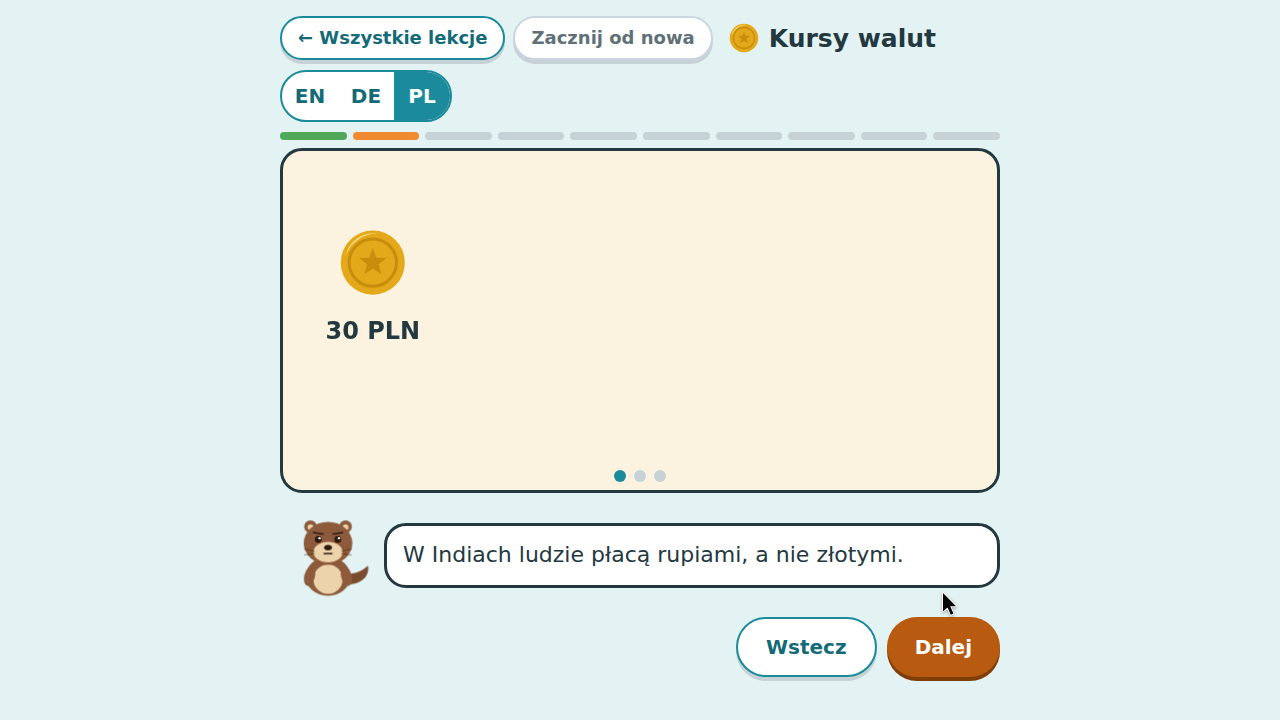 ← Wszystkie lekcje
Zacznij od nowa
Kursy walut
EN DE PL
30 PLN
W Indiach ludzie płacą rupiami, a nie złotymi.
Wstecz
Dalej